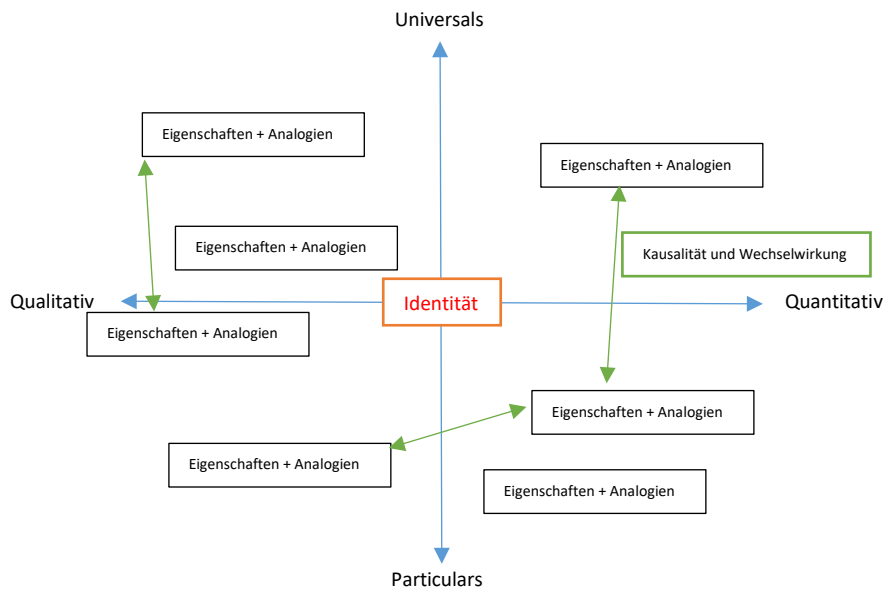 Universals
Eigenschaften + Analogien
Eigenschaften + Analogien
Eigenschaften + Analogien
Kausalität und Wechselwirkung
Qualitativ
Identität
Quantitativ
Eigenschaften + Analogien
Eigenschaften + Analogien
Eigenschaften + Analogien
Eigenschaften + Analogien
Particulars